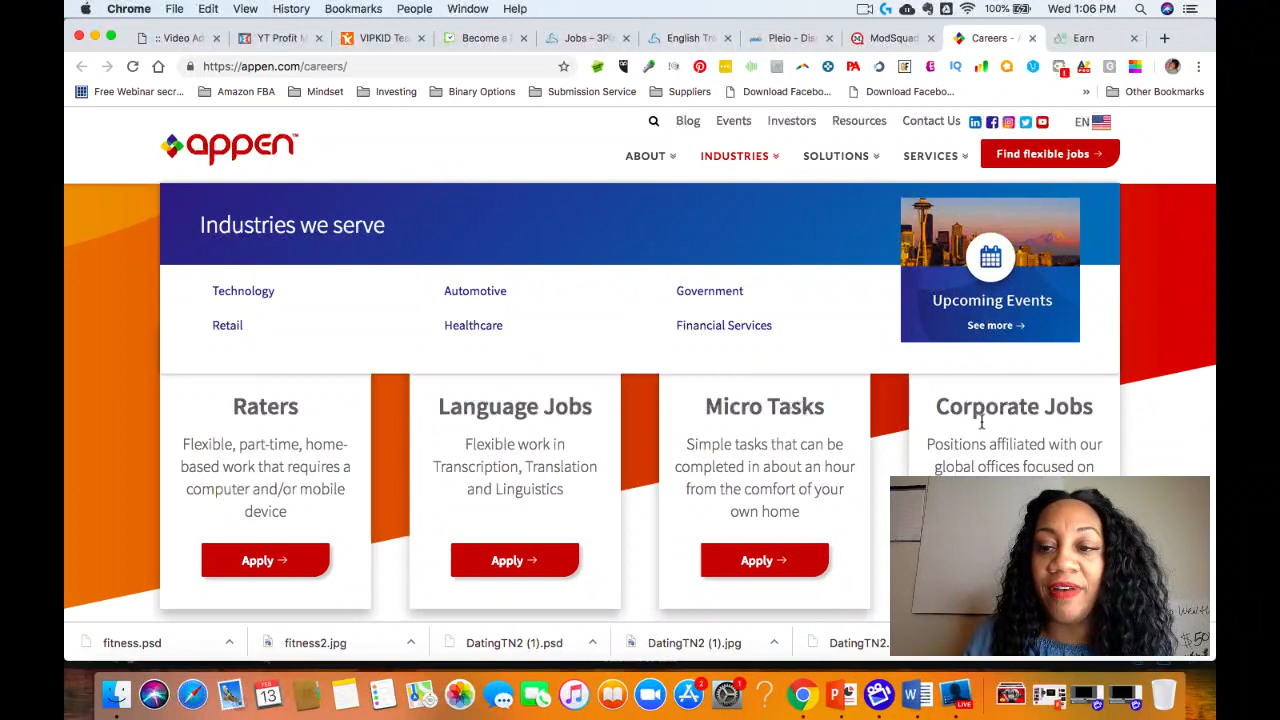 Chrome File Edit View History Bookmarks People Window Help 100% Wed 1:06 PM
:: Video Ad YT Profit M VIPKID Tea Become a Jobs – 3Pl English Tra Pleio - Dis ModSquad Careers - A Earn
https://appen.com/careers/
Free Webinar secr... Amazon FBA Mindset Investing Binary Options Submission Service Suppliers Download Facebo... Download Facebo... » Other Bookmarks
Blog Events Investors Resources Contact Us EN
appen™
ABOUT INDUSTRIES SOLUTIONS SERVICES Find flexible jobs →
Industries we serve
Technology Automotive Government
Retail Healthcare Financial Services
Upcoming Events
See more →
Raters
Flexible, part-time, home-
based work that requires a
computer and/or mobile
device
Apply →
Language Jobs
Flexible work in
Transcription, Translation
and Linguistics
Apply →
Micro Tasks
Simple tasks that can be
completed in about an hour
from the comfort of your
own home
Apply →
Corporate Jobs
Positions affiliated with our
global offices focused on
fitness.psd fitness2.jpg DatingTN2 (1).psd DatingTN2 (1).jpg DatingTN2.
FEB
13